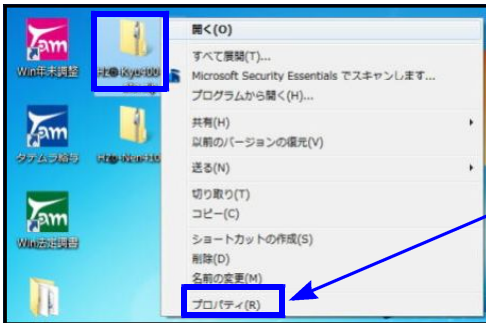 Tam
Win年末調整
Tam
タテムラ給与
Tam
Win法定調書
開く(O)
すべて展開(T)...
Microsoft Security Essentials でスキャンします...
プログラムから開く(H)...
共有(H)
以前のバージョンの復元(V)
送る(N)
切り取り(T)
コピー(C)
ショートカットの作成(S)
削除(D)
名前の変更(M)
プロパティ(R)